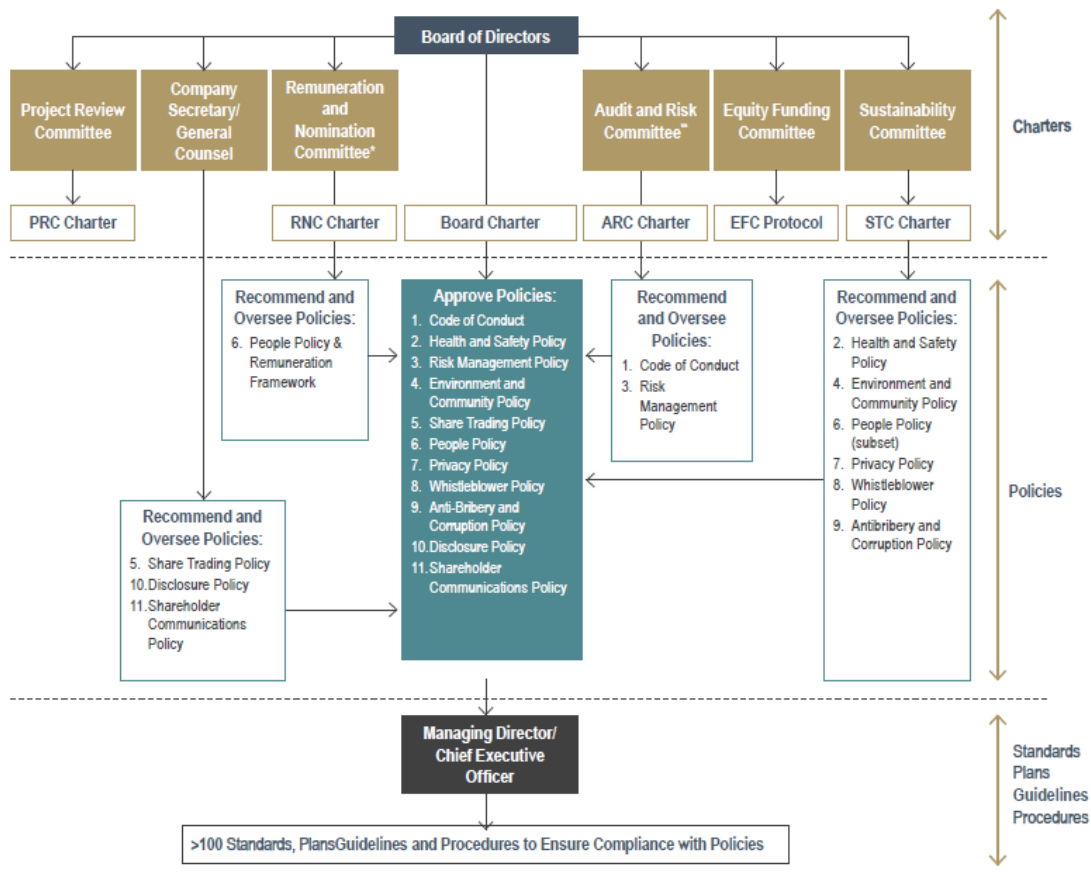 Board of Directors
Project Review
Committee
Company
Secretary/
General
Counsel
Remuneration
and
Nomination
Committee*
Audit and Risk
Committee**
Equity Funding
Committee
Sustainability
Committee
Charters
PRC Charter
RNC Charter
Board Charter
ARC Charter
EFC Protocol
STC Charter
Recommend and
Oversee Policies:
6. People Policy &
Remuneration
Framework
Approve Policies:
1. Code of Conduct
2. Health and Safety Policy
3. Risk Management Policy
4. Environment and
Community Policy
5. Share Trading Policy
6. People Policy
7. Privacy Policy
8. Whistleblower Policy
9. Anti-Bribery and
Corruption Policy
10. Disclosure Policy
11. Shareholder
Communications Policy
Recommend
and Oversee
Policies:
1. Code of Conduct
3. Risk
Management
Policy
Recommend and
Oversee Policies:
2. Health and Safety
Policy
4. Environment and
Community Policy
6. People Policy
(subset)
7. Privacy Policy
8. Whistleblower
Policy
9. Antibribery and
Corruption Policy
Policies
Recommend and
Oversee Policies:
5. Share Trading Policy
10. Disclosure Policy
11. Shareholder
Communications
Policy
Managing Director/
Chief Executive
Officer
Standards
Plans
Guidelines
Procedures
>100 Standards, PlansGuidelines and Procedures to Ensure Compliance with Policies